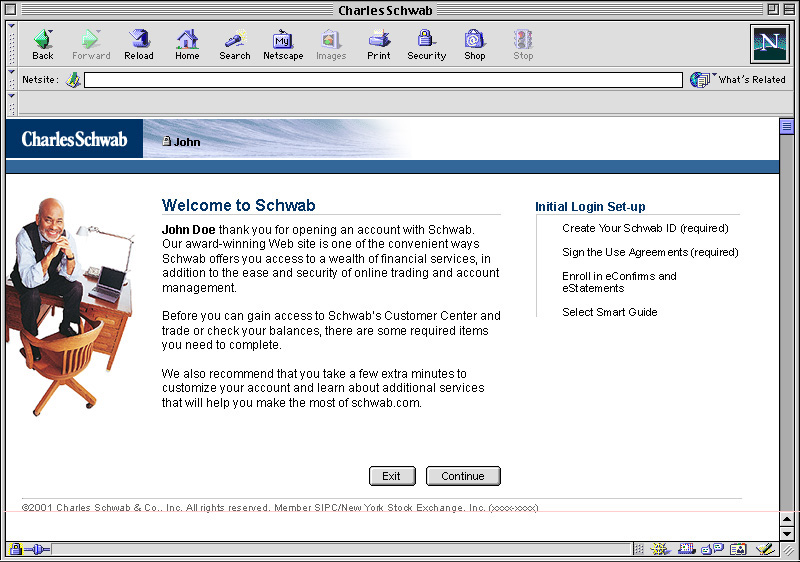 CharlesSchwab
Back Forward Reload Home Search Netscape Images Print Security Shop Stop
My
N
Netsite:
What's Related
CharlesSchwab
John
Welcome to Schwab
John Doe thank you for opening an account with Schwab.
Our award-winning Web site is one of the convenient ways
Schwab offers you access to a wealth of financial services, in
addition to the ease and security of online trading and account
management.
Before you can gain access to Schwab's Customer Center and
trade or check your balances, there are some required items
you need to complete.
We also recommend that you take a few extra minutes to
customize your account and learn about additional services
that will help you make the most of schwab.com.
Initial Login Set-up
Create Your Schwab ID (required)
Sign the Use Agreements (required)
Enroll in eConfirms and
eStatements
Select Smart Guide
Exit
Continue
©2001 Charles Schwab & Co., Inc. All rights reserved. Member SIPC/New York Stock Exchange, Inc. (xxxx-xxxx)